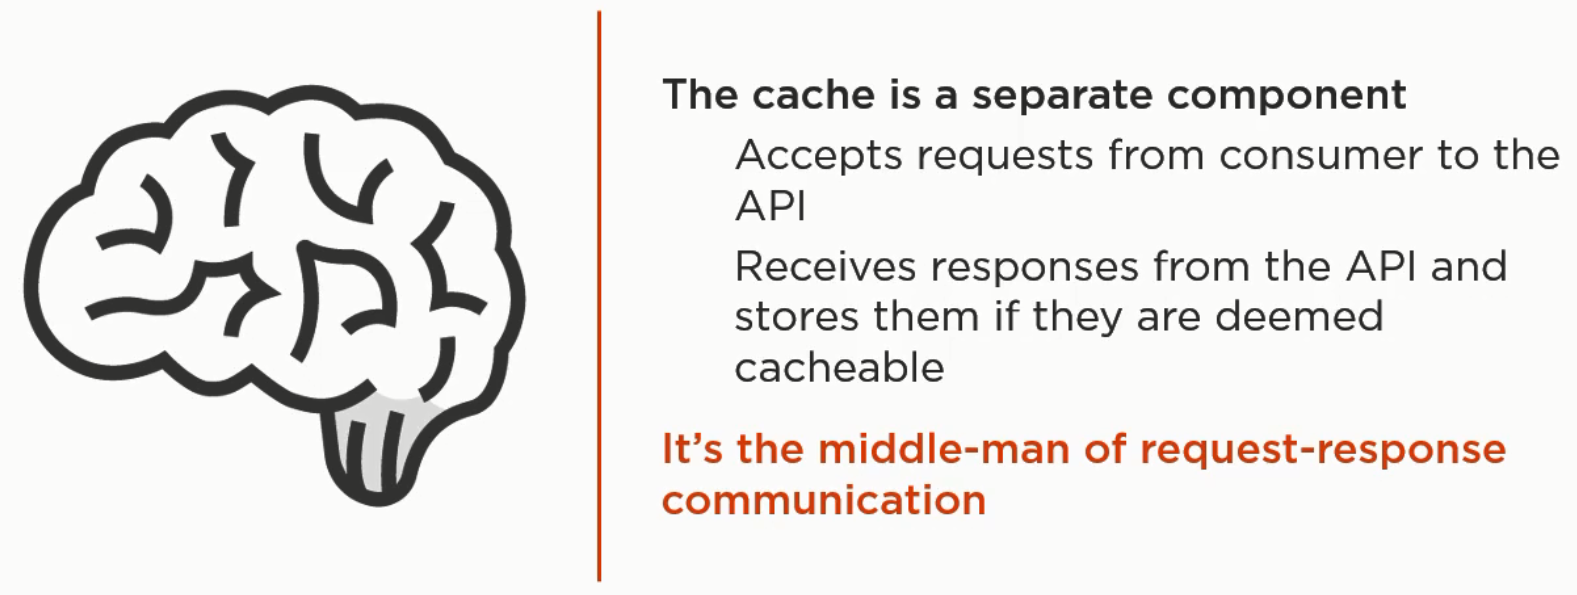 The cache is a separate component
Accepts requests from consumer to the
API
Receives responses from the API and
stores them if they are deemed
cacheable
It's the middle-man of request-response
communication